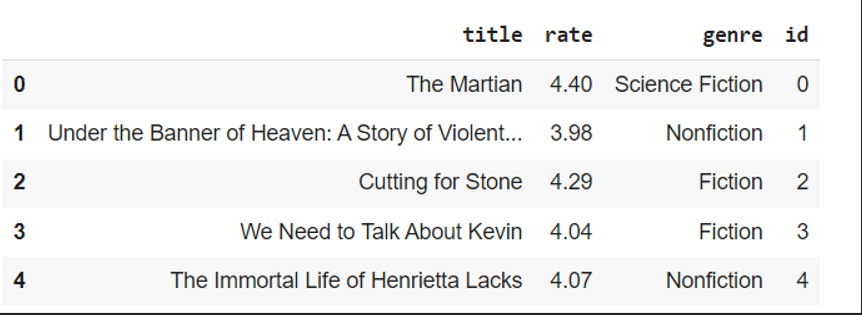 title rate genre id
0 The Martian 4.40 Science Fiction 0
1 Under the Banner of Heaven: A Story of Violent... 3.98 Nonfiction 1
2 Cutting for Stone 4.29 Fiction 2
3 We Need to Talk About Kevin 4.04 Fiction 3
4 The Immortal Life of Henrietta Lacks 4.07 Nonfiction 4